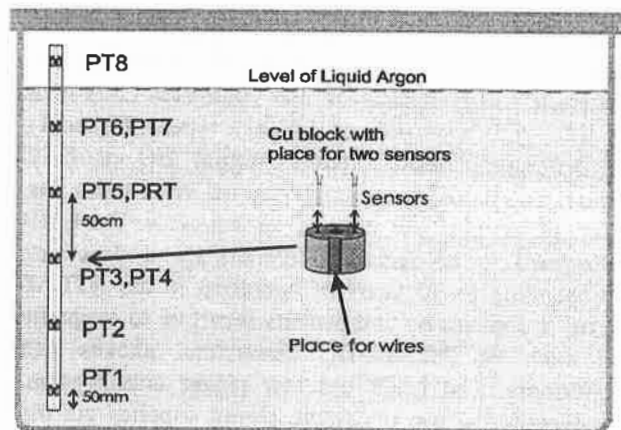 PT8
Level of Liquid Argon
PT6,PT7
Cu block with
place for two sensors
PT5,PRT
Sensors
50cm
PT3,PT4
PT2
Place for wires
PT1
50mm